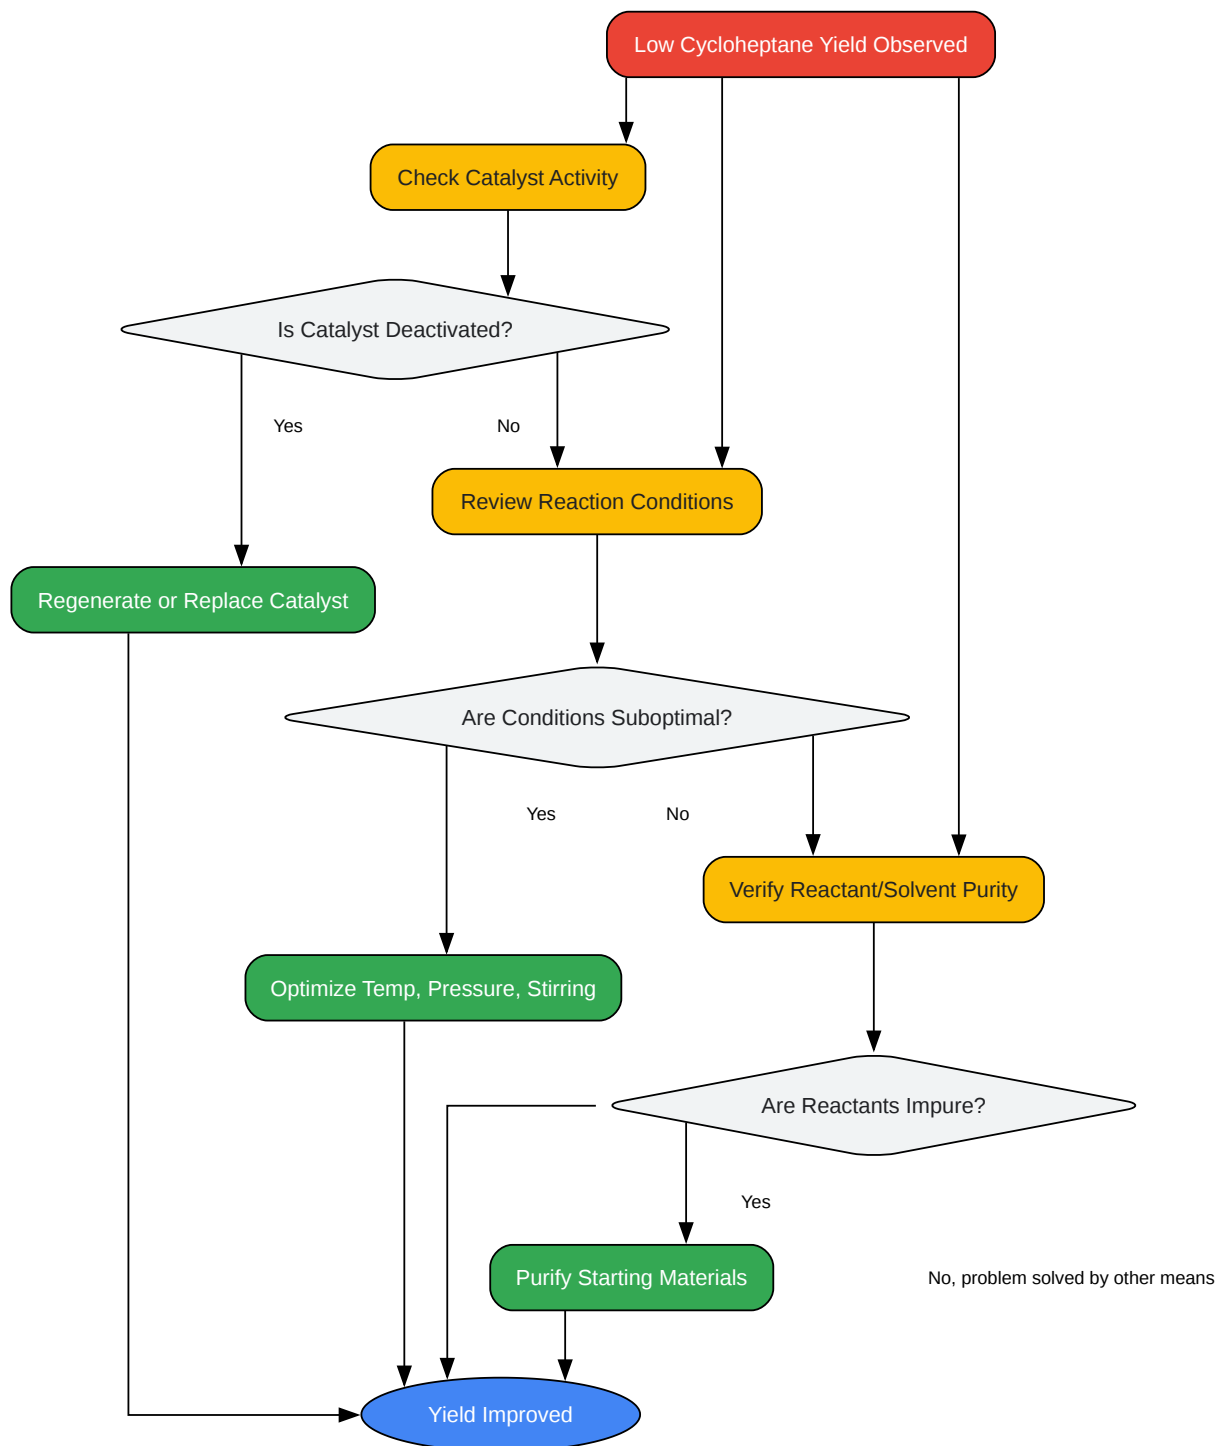 Low Cycloheptane Yield Observed
Check Catalyst Activity
Is Catalyst Deactivated?
Yes
No
Review Reaction Conditions
Regenerate or Replace Catalyst
Are Conditions Suboptimal?
Yes
No
Verify Reactant/Solvent Purity
Optimize Temp, Pressure, Stirring
Are Reactants Impure?
Yes
Purify Starting Materials
No, problem solved by other means
Yield Improved